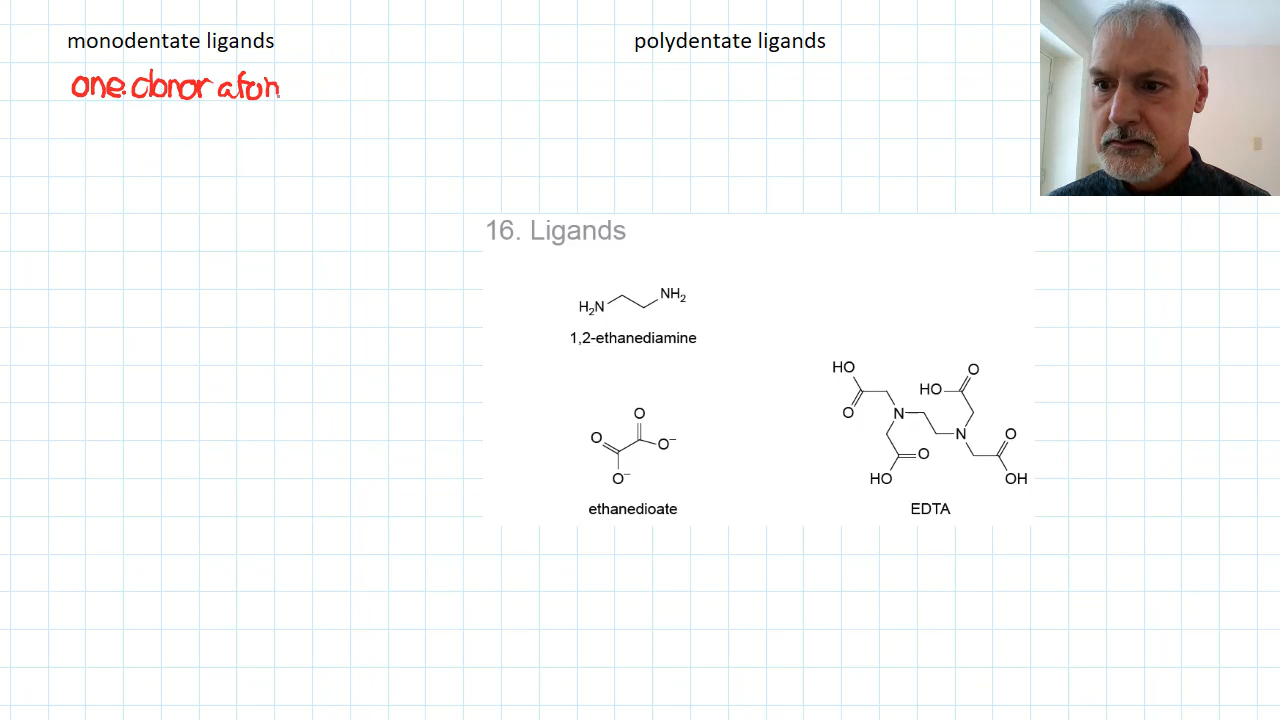 monodentate ligands
polydentate ligands
one donor atom
16. Ligands
H₂N
NH₂
1,2-ethanediamine
HO
O
HO
O
N
N
O
O
HO
O
OH
O
O
O⁻
O⁻
ethanedioate
EDTA